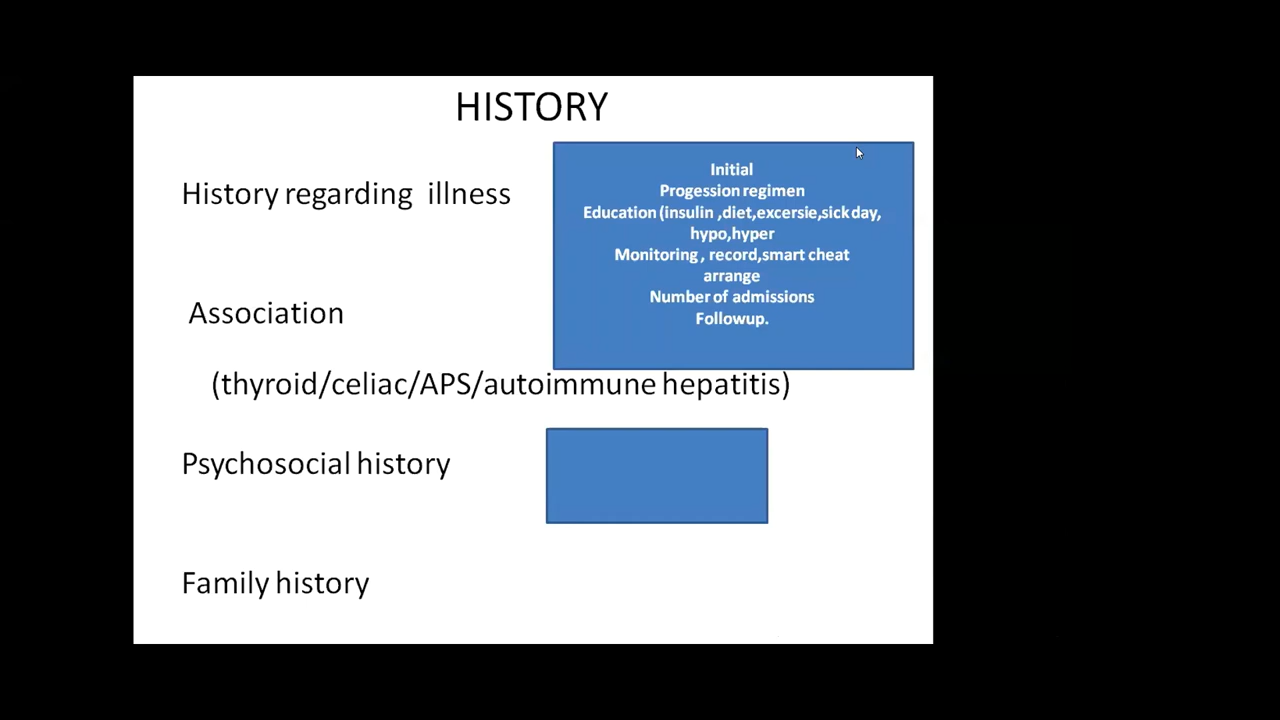 HISTORY
History regarding illness
Initial
Progession regimen
Education (insulin ,diet,excersie,sick day,
hypo,hyper
Monitoring , record,smart cheat
arrange
Number of admissions
Followup.
Association
(thyroid/celiac/APS/autoimmune hepatitis)
Psychosocial history
Family history